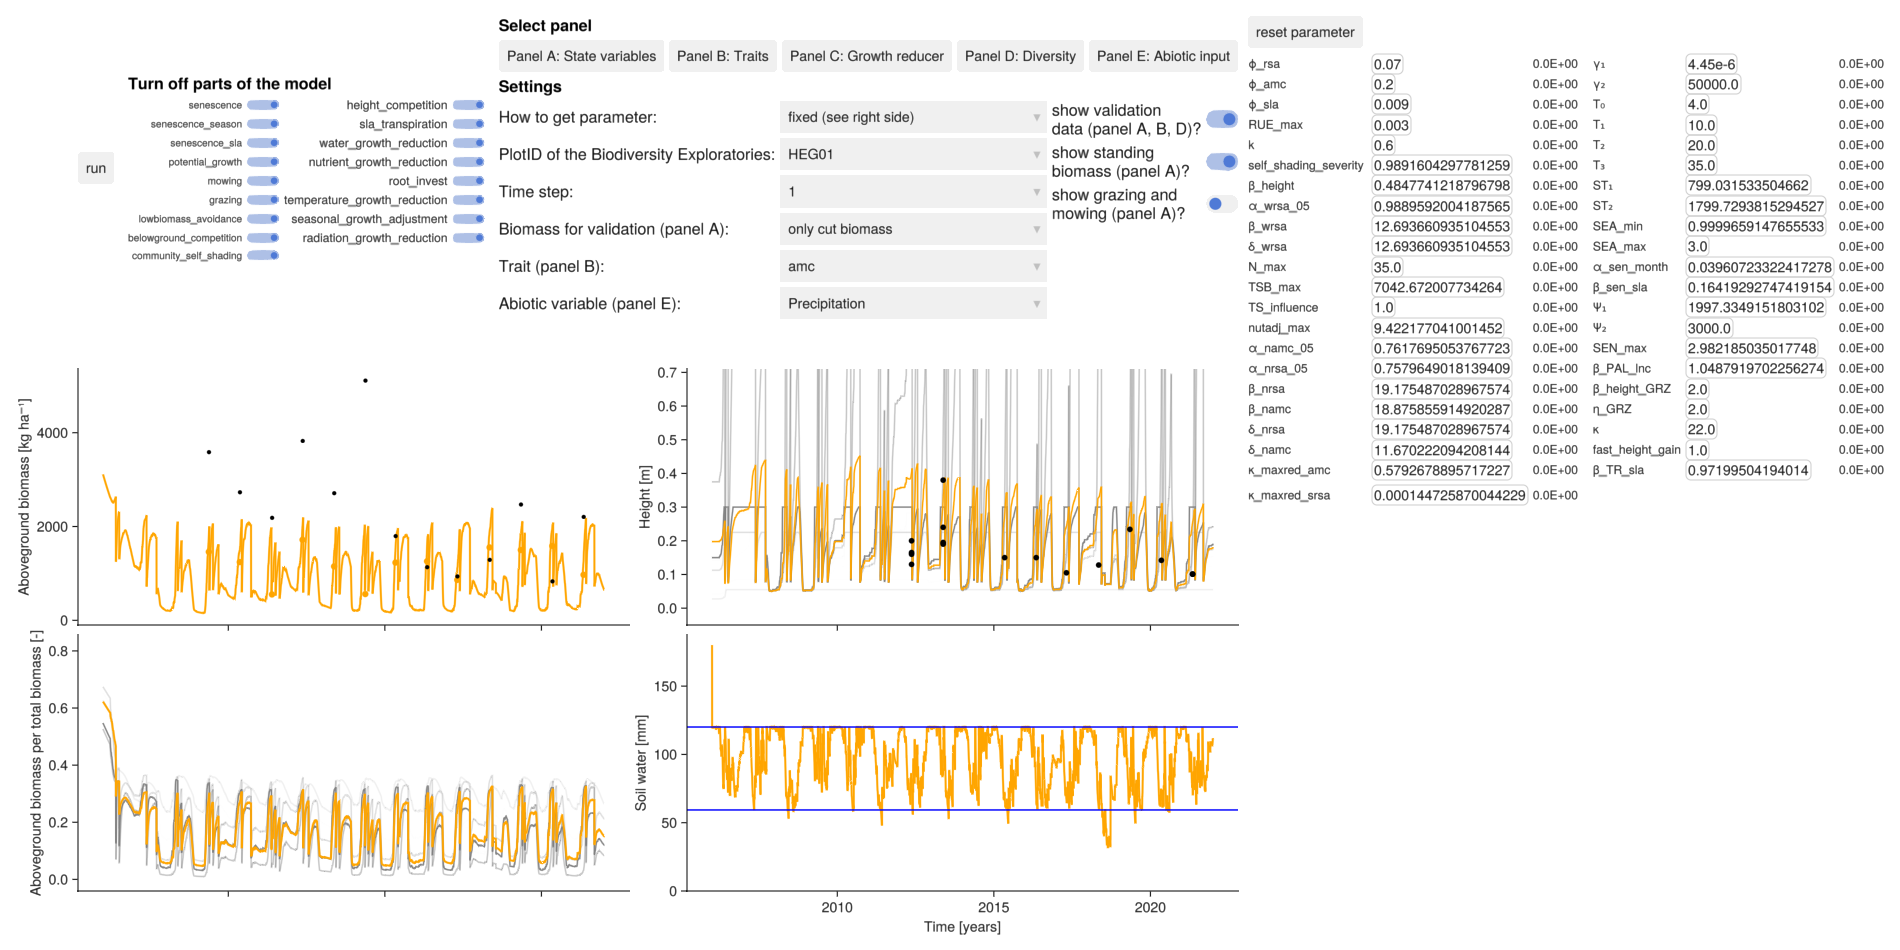 Select panel
Panel A: State variables
Panel B: Traits
Panel C: Growth reducer
Panel D: Diversity
Panel E: Abiotic input
Turn off parts of the model
senescence
senescence_season
senescence_sla
potential_growth
mowing
grazing
lowbiomass_avoidance
belowground_competition
community_self_shading
height_competition
sla_transpiration
water_growth_reduction
nutrient_growth_reduction
root_invest
temperature_growth_reduction
seasonal_growth_adjustment
radiation_growth_reduction
run
Settings
How to get parameter: fixed (see right side)
PlotID of the Biodiversity Exploratories: HEG01
Time step: 1
Biomass for validation (panel A): only cut biomass
Trait (panel B): amc
Abiotic variable (panel E): Precipitation
show validation
data (panel A, B, D)?
show standing
biomass (panel A)?
show grazing and
mowing (panel A)?
reset parameter
ϕ_rsa 0.07 0.0E+00
ϕ_amc 0.2 0.0E+00
ϕ_sla 0.009 0.0E+00
RUE_max 0.003 0.0E+00
k 0.6 0.0E+00
self_shading_severity 0.9891604297781259 0.0E+00
β_height 0.4847741218796798 0.0E+00
α_wrsa_05 0.9889592004187565 0.0E+00
β_wrsa 12.693660935104553 0.0E+00
δ_wrsa 12.693660935104553 0.0E+00
N_max 35.0 0.0E+00
TSB_max 7042.672007734264 0.0E+00
TS_influence 1.0 0.0E+00
nutadj_max 9.422177041001452 0.0E+00
α_namc_05 0.7617695053767723 0.0E+00
α_nrsa_05 0.7579649018139409 0.0E+00
β_nrsa 19.175487028967574 0.0E+00
β_namc 18.875855914920287 0.0E+00
δ_nrsa 19.175487028967574 0.0E+00
δ_namc 11.670222094208144 0.0E+00
κ_maxred_amc 0.5792678895717227 0.0E+00
κ_maxred_srsa 0.000144725870044229 0.0E+00
γ₁ 4.45e-6 0.0E+00
γ₂ 50000.0 0.0E+00
T₀ 4.0 0.0E+00
T₁ 10.0 0.0E+00
T₂ 20.0 0.0E+00
T₃ 35.0 0.0E+00
ST₁ 799.031533504662 0.0E+00
ST₂ 1799.7293815294527 0.0E+00
SEA_min 0.9999659147655533 0.0E+00
SEA_max 3.0 0.0E+00
α_sen_month 0.03960723322417278 0.0E+00
β_sen_sla 0.16419292747419154 0.0E+00
Ψ₁ 1997.3349151803102 0.0E+00
Ψ₂ 3000.0 0.0E+00
SEN_max 2.982185035017748 0.0E+00
β_PAL_lnc 1.0487919702256274 0.0E+00
β_height_GRZ 2.0 0.0E+00
η_GRZ 2.0 0.0E+00
κ 22.0 0.0E+00
fast_height_gain 1.0 0.0E+00
β_TR_sla 0.97199504194014 0.0E+00
Aboveground biomass [kg ha⁻¹]
4000
2000
0
Height [m]
0.7
0.6
0.5
0.4
0.3
0.2
0.1
0.0
Aboveground biomass per total biomass [-]
0.8
0.6
0.4
0.2
0.0
Soil water [mm]
150
100
50
0
2010
2015
2020
Time [years]